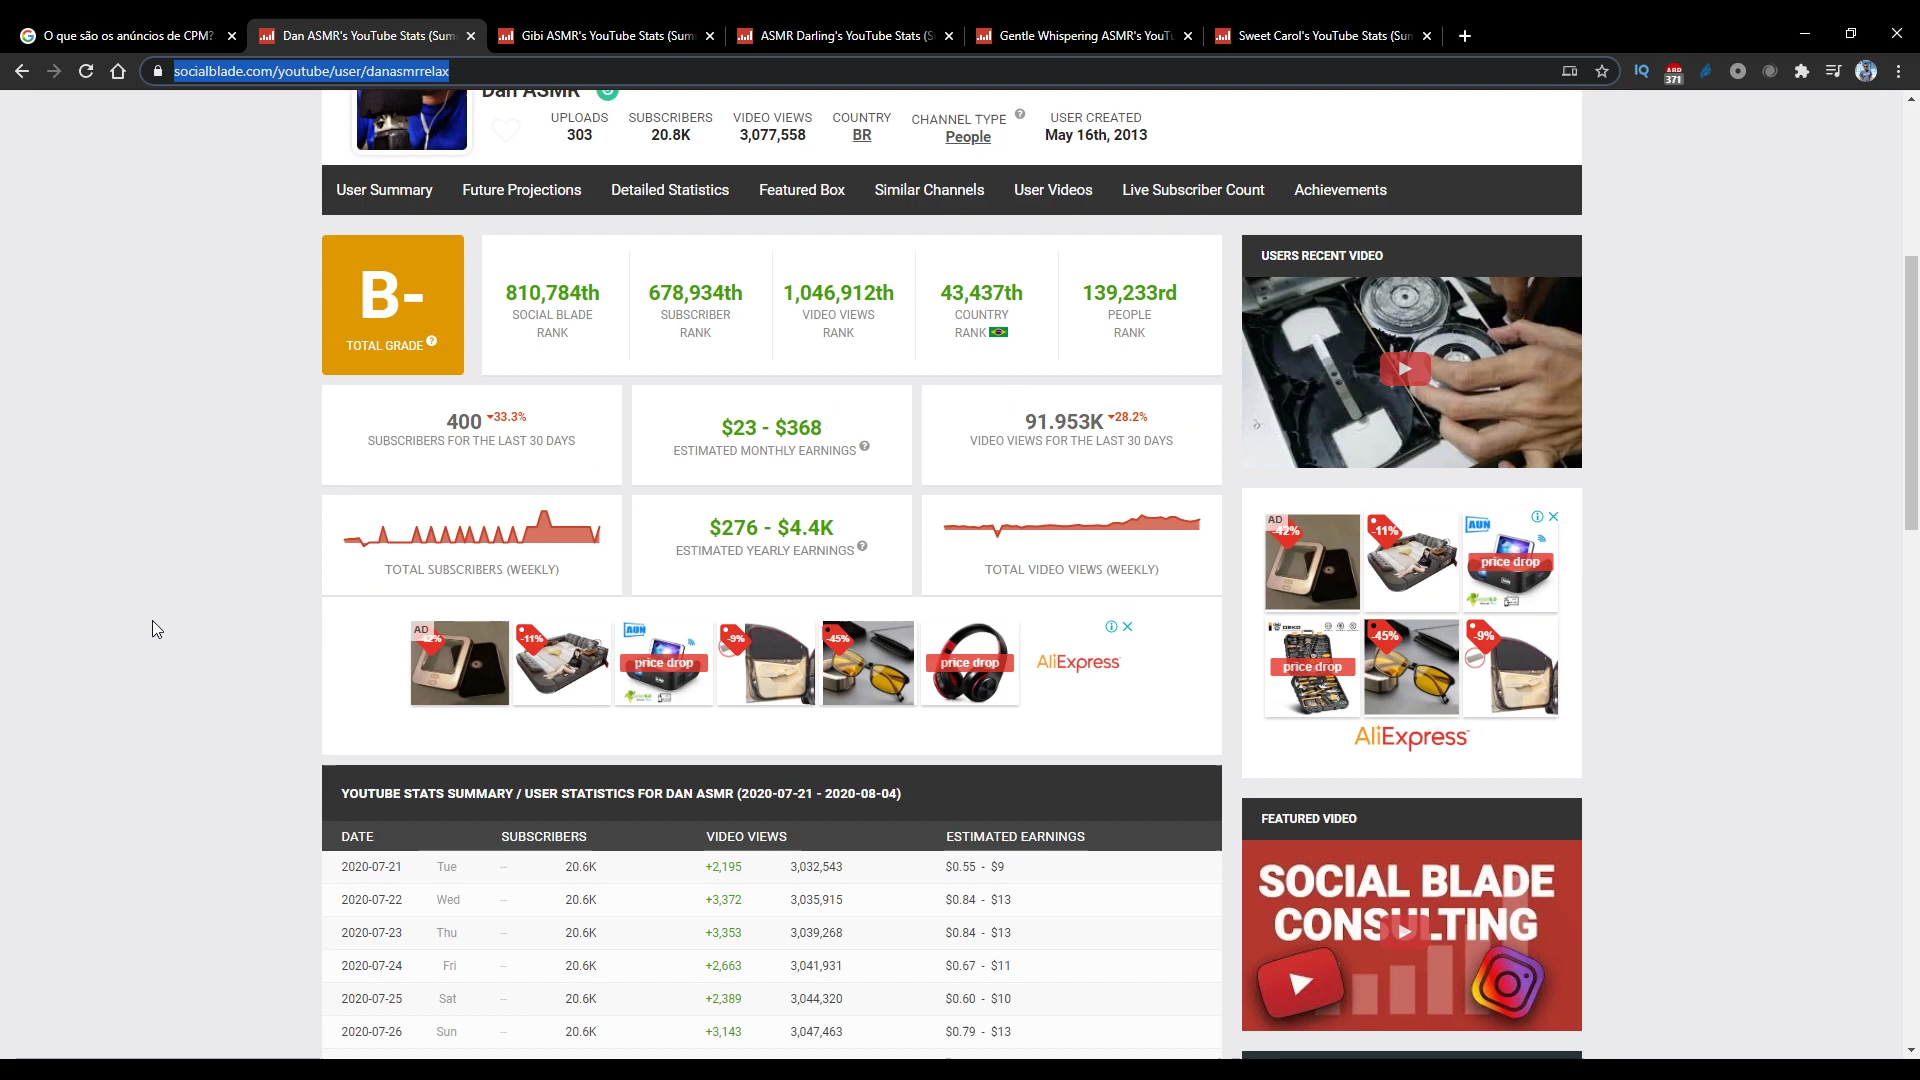 O que são os anúncios de CPM?
Dan ASMR's YouTube Stats (Sum
Gibi ASMR's YouTube Stats (Sum
ASMR Darling's YouTube Stats (S
Gentle Whispering ASMR's YouTu
Sweet Carol's YouTube Stats (Sum
socialblade.com/youtube/user/danasmrrelax
IQ
ABP
371
Dan ASMR
UPLOADS
303
SUBSCRIBERS
20.8K
VIDEO VIEWS
3,077,558
COUNTRY
BR
CHANNEL TYPE
People
USER CREATED
May 16th, 2013
User Summary Future Projections Detailed Statistics Featured Box Similar Channels User Videos Live Subscriber Count Achievements
B-
TOTAL GRADE
810,784th
SOCIAL BLADE
RANK
678,934th
SUBSCRIBER
RANK
1,046,912th
VIDEO VIEWS
RANK
43,437th
COUNTRY
RANK
139,233rd
PEOPLE
RANK
400 33.3%
SUBSCRIBERS FOR THE LAST 30 DAYS
$23 - $368
ESTIMATED MONTHLY EARNINGS
91.953K 28.2%
VIDEO VIEWS FOR THE LAST 30 DAYS
TOTAL SUBSCRIBERS (WEEKLY)
$276 - $4.4K
ESTIMATED YEARLY EARNINGS
TOTAL VIDEO VIEWS (WEEKLY)
AD
-42%
-11%
AUN
price drop
-9%
-45%
price drop
AliExpress
YOUTUBE STATS SUMMARY / USER STATISTICS FOR DAN ASMR (2020-07-21 - 2020-08-04)
DATE SUBSCRIBERS VIDEO VIEWS ESTIMATED EARNINGS
2020-07-21 Tue -- 20.6K +2,195 3,032,543 $0.55 - $9
2020-07-22 Wed -- 20.6K +3,372 3,035,915 $0.84 - $13
2020-07-23 Thu -- 20.6K +3,353 3,039,268 $0.84 - $13
2020-07-24 Fri -- 20.6K +2,663 3,041,931 $0.67 - $11
2020-07-25 Sat -- 20.6K +2,389 3,044,320 $0.60 - $10
2020-07-26 Sun -- 20.6K +3,143 3,047,463 $0.79 - $13
USERS RECENT VIDEO
AD
-42%
-11%
AUN
price drop
DEKO
price drop
-45%
-9%
AliExpress
FEATURED VIDEO
SOCIAL BLADE
CONSULTING